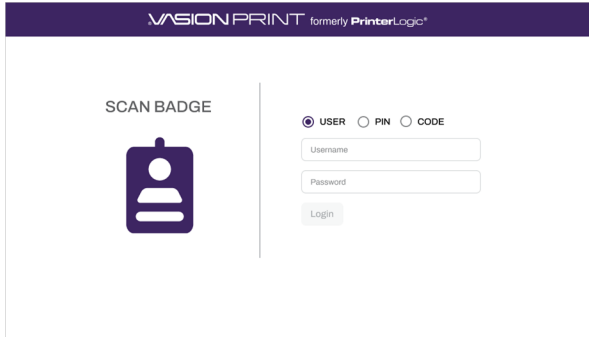 VASION PRINT formerly PrinterLogic®
SCAN BADGE
USER PIN CODE
Username
Password
Login